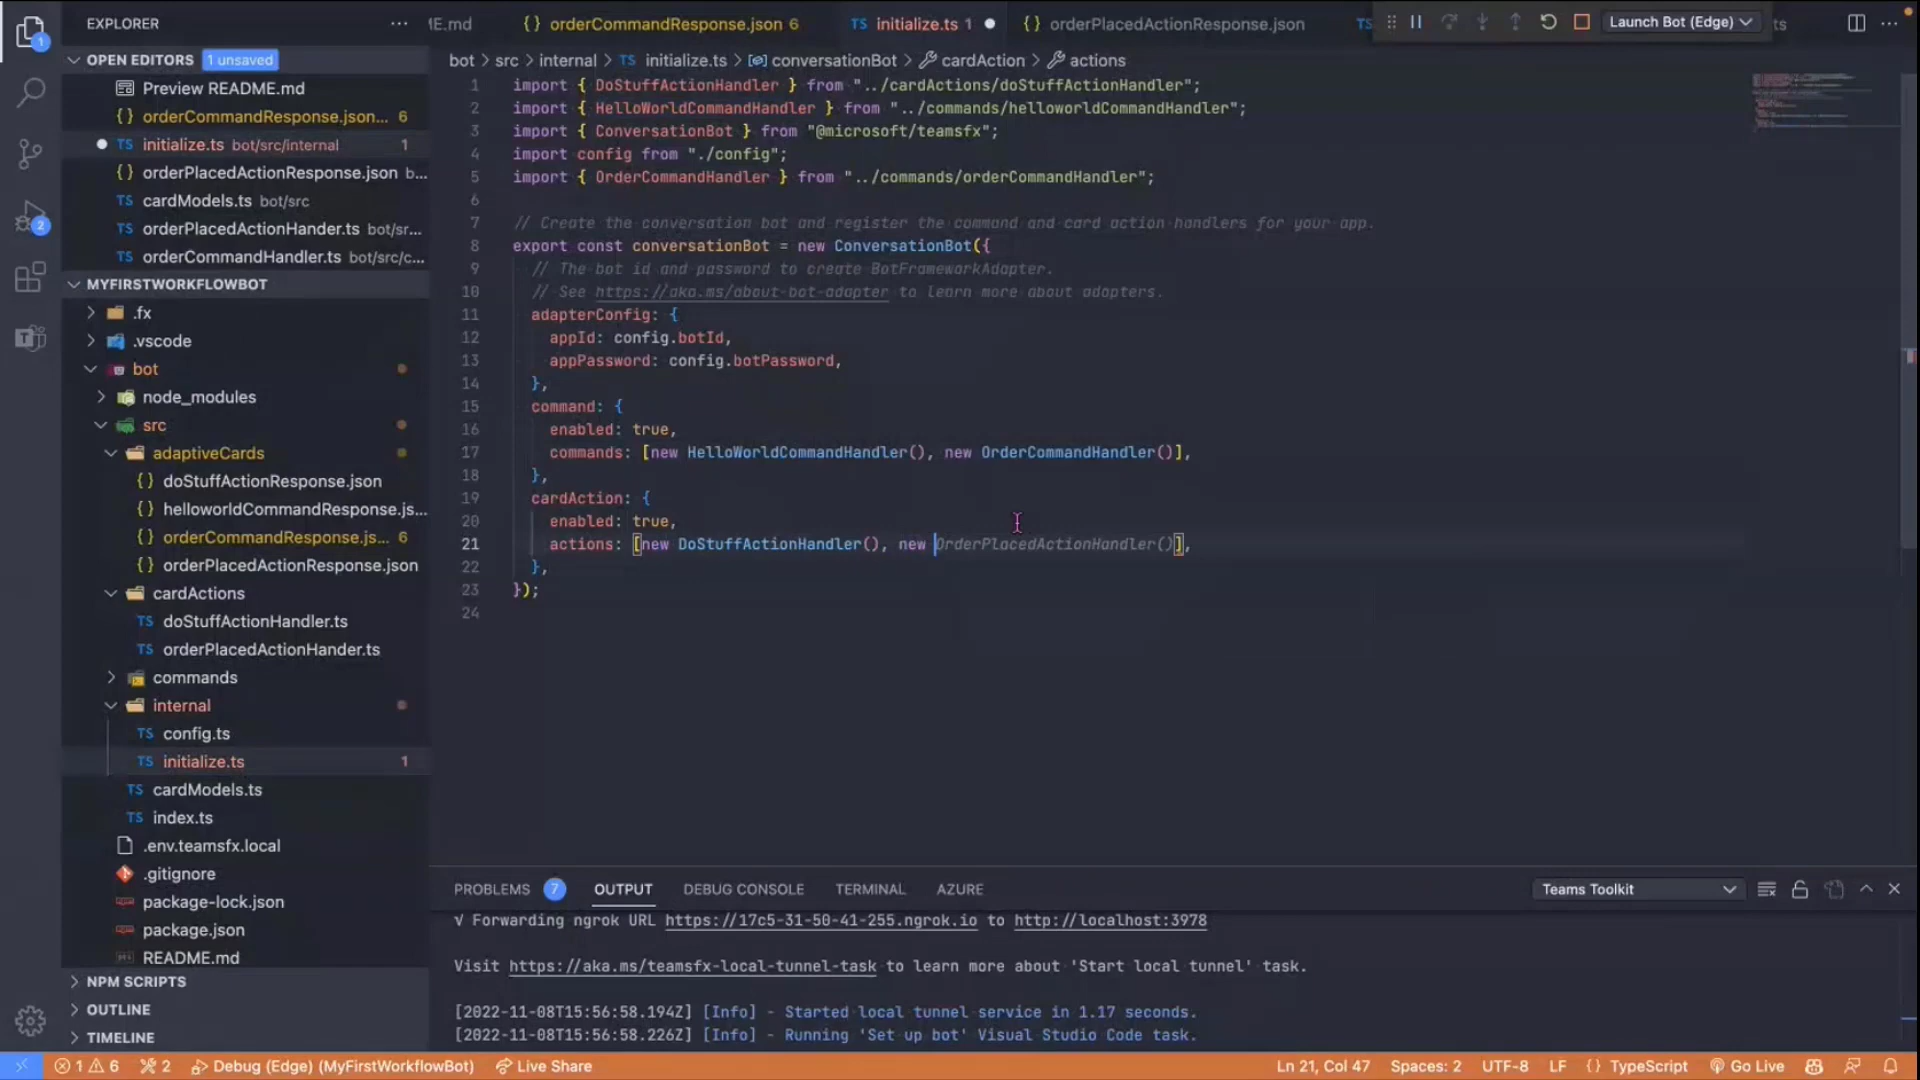 EXPLORER
OPEN EDITORS 1 unsaved
Preview README.md
orderCommandResponse.json... 6
initialize.ts bot/src/internal 1
orderPlacedActionResponse.json b...
cardModels.ts bot/src
orderPlacedActionHander.ts bot/sr...
orderCommandHandler.ts bot/src/c...
MYFIRSTWORKFLOWBOT
.fx
.vscode
bot
node_modules
src
adaptiveCards
doStuffActionResponse.json
helloworldCommandResponse.js...
orderCommandResponse.js... 6
orderPlacedActionResponse.json
cardActions
doStuffActionHandler.ts
orderPlacedActionHander.ts
commands
internal
config.ts
initialize.ts 1
cardModels.ts
index.ts
.env.teamsfx.local
.gitignore
package-lock.json
package.json
README.md
NPM SCRIPTS
OUTLINE
TIMELINE
1
2
ME.md orderCommandResponse.json 6 initialize.ts 1 orderPlacedActionResponse.json TS Launch Bot (Edge) ts
bot > src > internal > TS initialize.ts > conversationBot > cardAction > actions
1 import { DoStuffActionHandler } from "../cardActions/doStuffActionHandler";
2 import { HelloWorldCommandHandler } from "../commands/helloworldCommandHandler";
3 import { ConversationBot } from "@microsoft/teamsfx";
4 import config from "./config";
5 import { OrderCommandHandler } from "../commands/orderCommandHandler";
6
7 // Create the conversation bot and register the command and card action handlers for your app.
8 export const conversationBot = new ConversationBot({
9 // The bot id and password to create BotFrameworkAdapter.
10 // See https://aka.ms/about-bot-adapter to learn more about adapters.
11 adapterConfig: {
12 appId: config.botId,
13 appPassword: config.botPassword,
14 },
15 command: {
16 enabled: true,
17 commands: [new HelloWorldCommandHandler(), new OrderCommandHandler()],
18 },
19 cardAction: {
20 enabled: true,
21 actions: [new DoStuffActionHandler(), new OrderPlacedActionHandler()],
22 },
23 });
24
PROBLEMS 7 OUTPUT DEBUG CONSOLE TERMINAL AZURE Teams Toolkit
√ Forwarding ngrok URL https://17c5-31-50-41-255.ngrok.io to http://localhost:3978
Visit https://aka.ms/teamsfx-local-tunnel-task to learn more about 'Start local tunnel' task.
[2022-11-08T15:56:58.194Z] [Info] - Started local tunnel service in 1.17 seconds.
[2022-11-08T15:56:58.226Z] [Info] - Running 'Set up bot' Visual Studio Code task.
1 6 2 Debug (Edge) (MyFirstWorkflowBot) Live Share Ln 21, Col 47 Spaces: 2 UTF-8 LF {} TypeScript Go Live